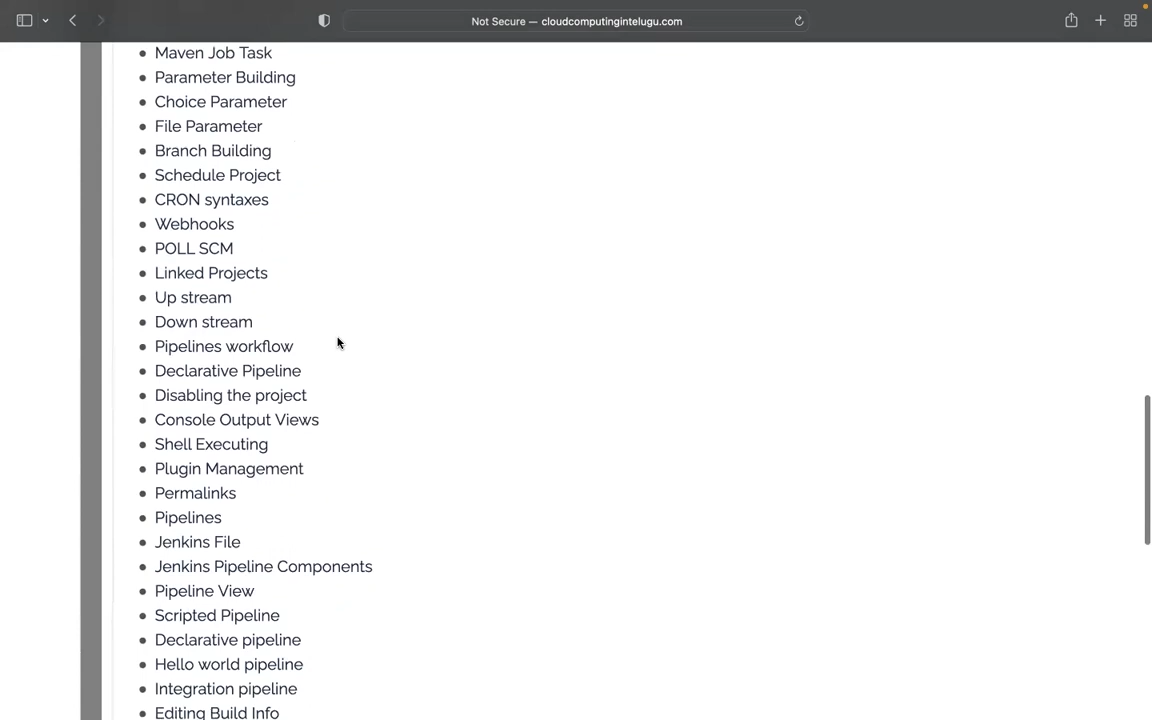 Not Secure — cloudcomputingintelugu.com
Maven Job Task
Parameter Building
Choice Parameter
File Parameter
Branch Building
Schedule Project
CRON syntaxes
Webhooks
POLL SCM
Linked Projects
Up stream
Down stream
Pipelines workflow
Declarative Pipeline
Disabling the project
Console Output Views
Shell Executing
Plugin Management
Permalinks
Pipelines
Jenkins File
Jenkins Pipeline Components
Pipeline View
Scripted Pipeline
Declarative pipeline
Hello world pipeline
Integration pipeline
Editing Build Info